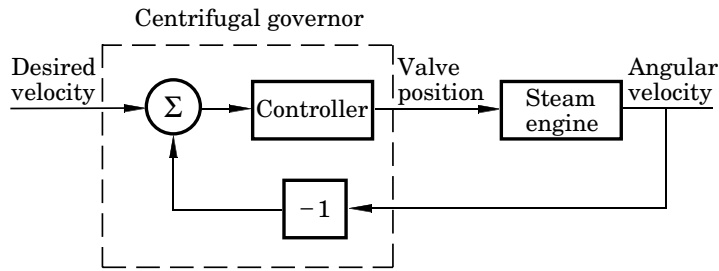 Centrifugal governor
Desired
velocity
Σ
Controller
Valve
position
Steam
engine
Angular
velocity
−1